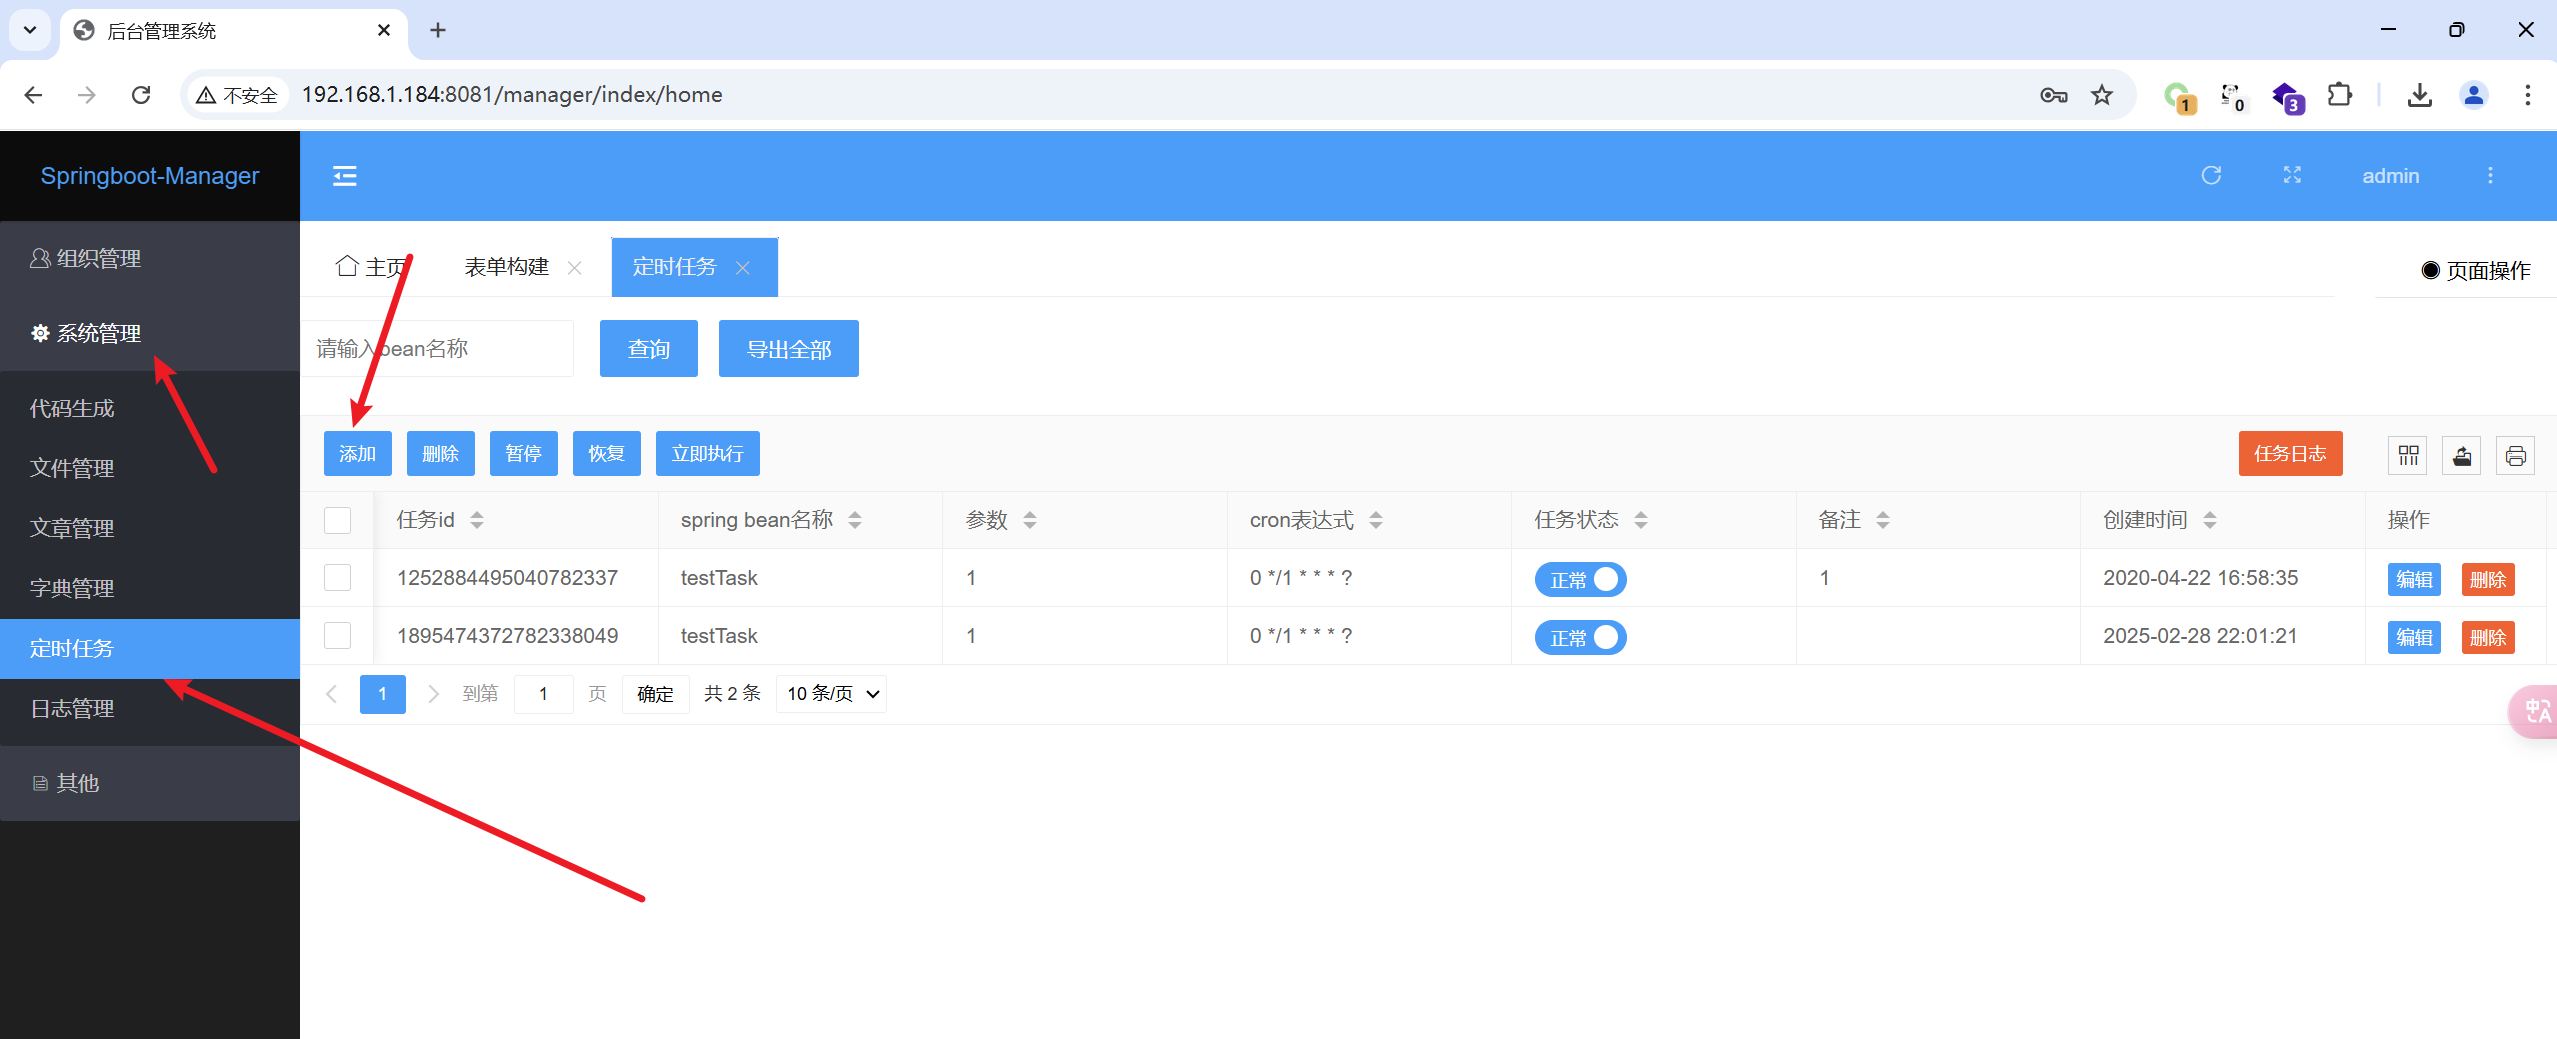 后台管理系统
不安全
192.168.1.184:8081/manager/index/home
1
0
3
Springboot-Manager
admin
组织管理
系统管理
代码生成
文件管理
文章管理
字典管理
定时任务
日志管理
其他
主页
表单构建
定时任务
页面操作
请输入bean名称
查询
导出全部
添加
删除
暂停
恢复
立即执行
任务日志
任务id spring bean名称 参数 cron表达式 任务状态 备注 创建时间 操作
1252884495040782337 testTask 1 0 */1 * * * ? 正常 1 2020-04-22 16:58:35 编辑 删除
1895474372782338049 testTask 1 0 */1 * * * ? 正常 2025-02-28 22:01:21 编辑 删除
1 到第 1 页 确定 共 2 条 10 条/页
中A